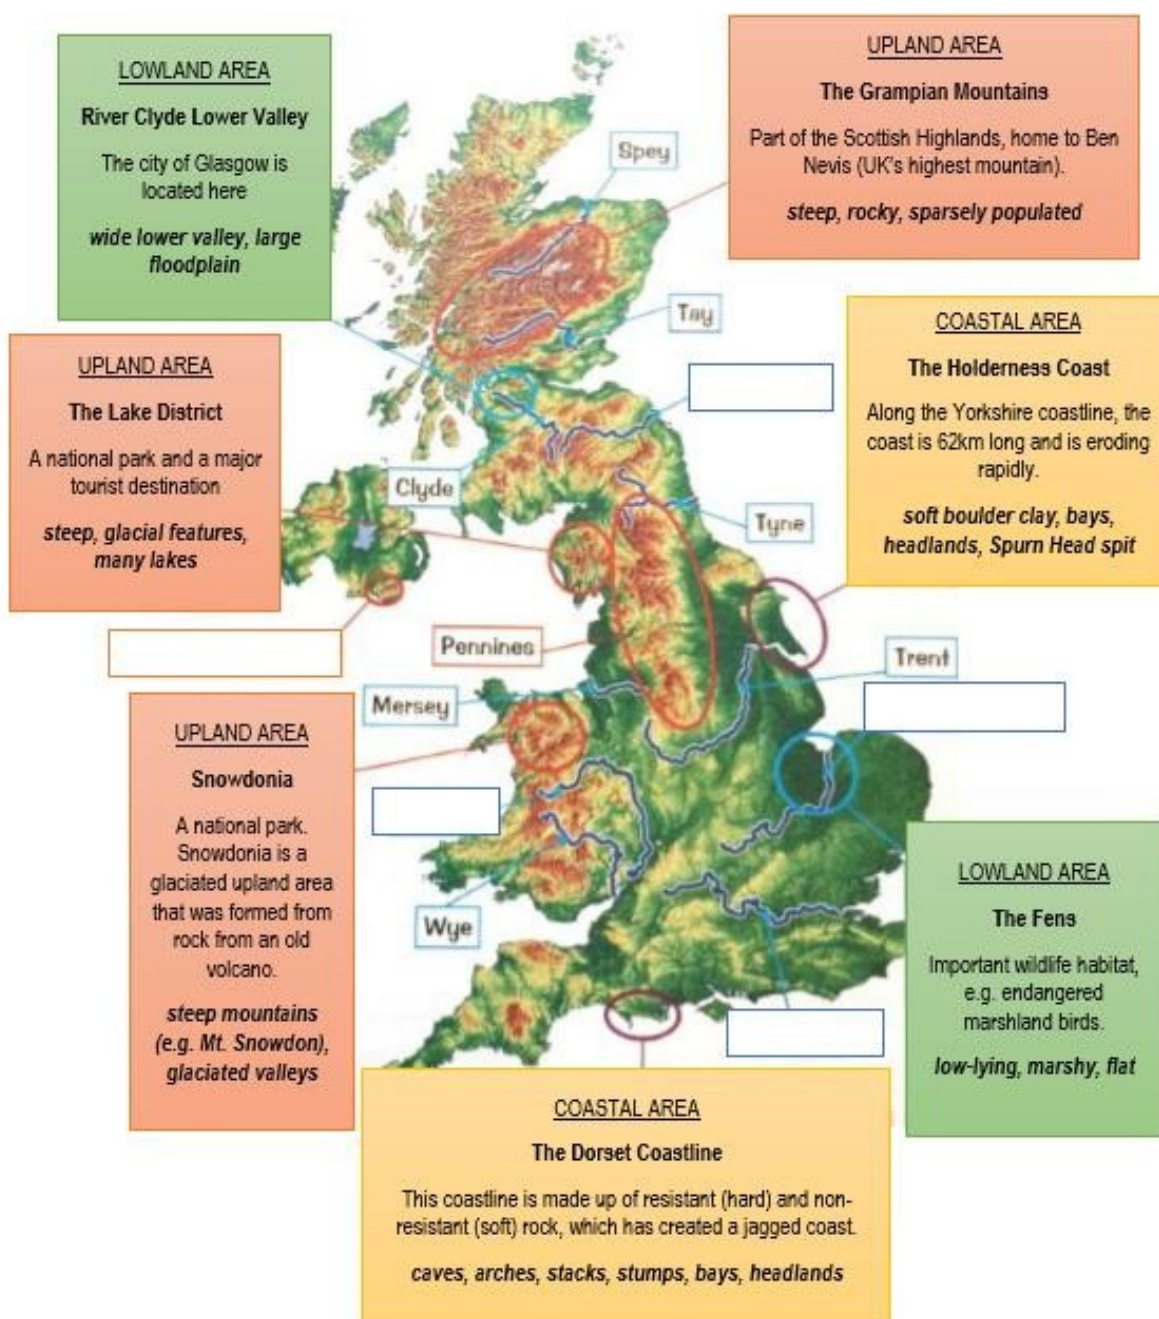 LOWLAND AREA
River Clyde Lower Valley
The city of Glasgow is
located here
wide lower valley, large
floodplain
UPLAND AREA
The Grampian Mountains
Part of the Scottish Highlands, home to Ben
Nevis (UK's highest mountain).
steep, rocky, sparsely populated
Spey
Tay
UPLAND AREA
The Lake District
A national park and a major
tourist destination
steep, glacial features,
many lakes
COASTAL AREA
The Holderness Coast
Along the Yorkshire coastline, the
coast is 62km long and is eroding
rapidly.
soft boulder clay, bays,
headlands, Spurn Head spit
Clyde
Tyne
Pennines
Trent
Mersey
UPLAND AREA
Snowdonia
A national park.
Snowdonia is a
glaciated upland area
that was formed from
rock from an old
volcano.
steep mountains
(e.g. Mt. Snowdon),
glaciated valleys
Wye
LOWLAND AREA
The Fens
Important wildlife habitat,
e.g. endangered
marshland birds.
low-lying, marshy, flat
COASTAL AREA
The Dorset Coastline
This coastline is made up of resistant (hard) and non-
resistant (soft) rock, which has created a jagged coast.
caves, arches, stacks, stumps, bays, headlands